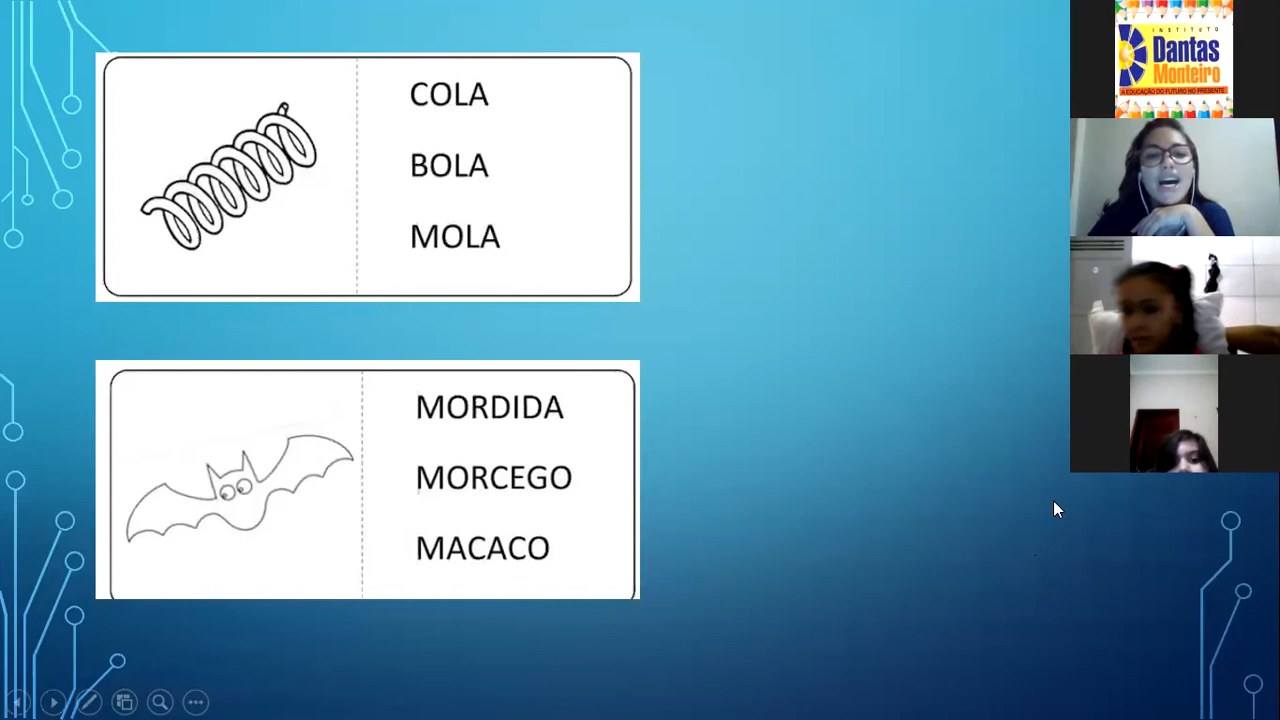 COLA
BOLA
MOLA
MORDIDA
MORCEGO
MACACO
INSTITUTO
Dantas
Monteiro
A EDUCAÇÃO DO FUTURO NO PRESENTE